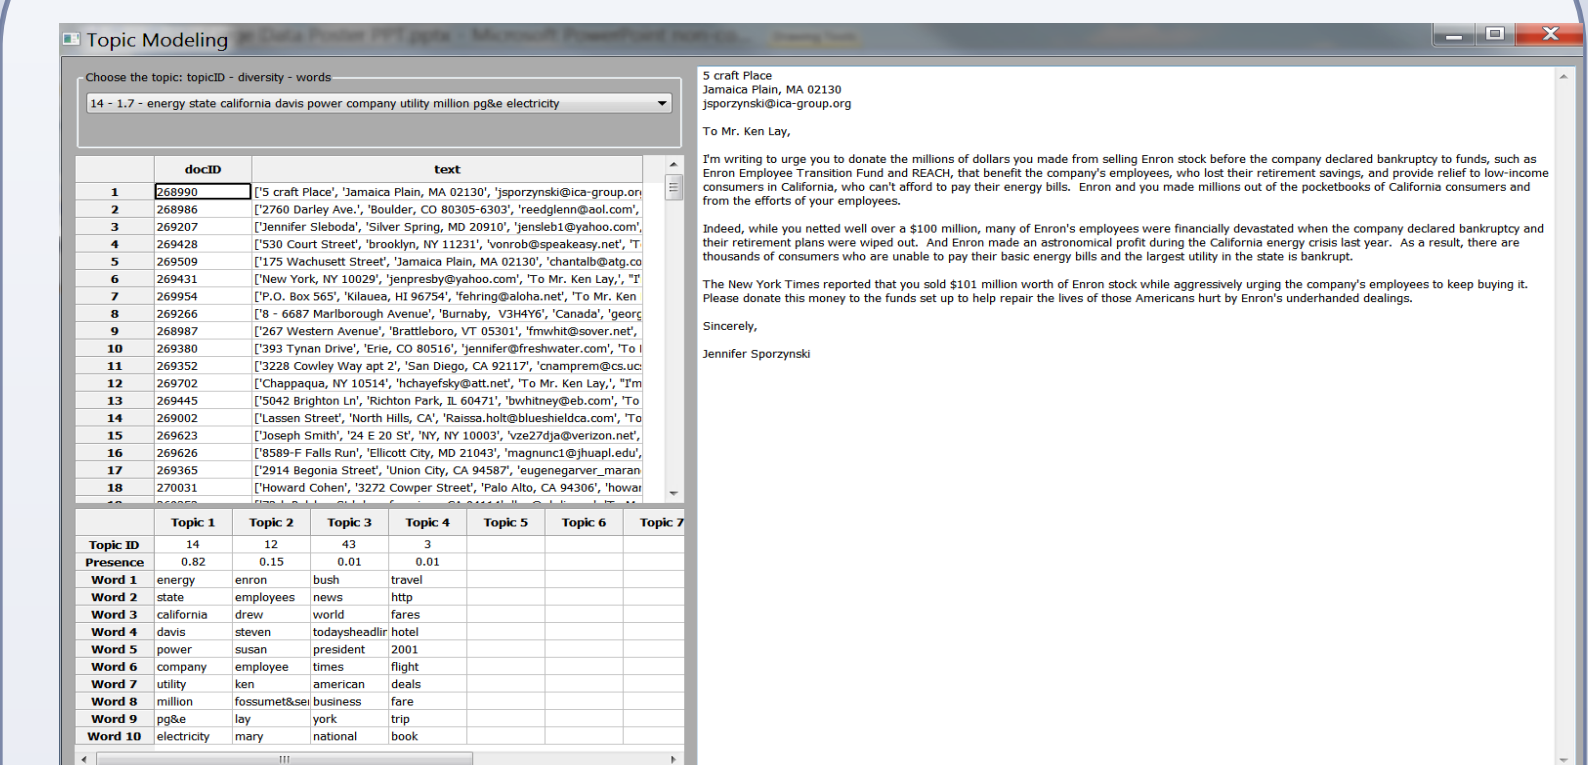 Topic Modeling
Choose the topic: topicID - diversity - words
14 - 1.7 - energy state california davis power company utility million pg&e electricity
docID text
1 268990 ['5 craft Place', 'Jamaica Plain, MA 02130', 'jsporzynski@ica-group.org
2 268986 ['2760 Darley Ave.', 'Boulder, CO 80305-6303', 'reedglenn@aol.com',
3 269207 ['Jennifer Sleboda', 'Silver Spring, MD 20910', 'jensleb1@yahoo.com',
4 269428 ['530 Court Street', 'brooklyn, NY 11231', 'vonrob@speakeasy.net', 'T
5 269509 ['175 Wachusett Street', 'Jamaica Plain, MA 02130', 'chantalb@atg.co
6 269431 ['New York, NY 10029', 'jenpresby@yahoo.com', 'To Mr. Ken Lay,', "I'
7 269954 ['P.O. Box 565', 'Kilauea, HI 96754', 'fehring@aloha.net', 'To Mr. Ken
8 269266 ['8 - 6687 Marlborough Avenue', 'Burnaby,  V3H4Y6', 'Canada', 'georg
9 268987 ['267 Western Avenue', 'Brattleboro, VT 05301', 'fmwhit@sover.net',
10 269380 ['393 Tynan Drive', 'Erie, CO 80516', 'jennifer@freshwater.com', 'To
11 269352 ['3228 Cowley Way apt 2', 'San Diego, CA 92117', 'cnamprem@cs.ucs
12 269702 ['Chappaqua, NY 10514', 'hchayefsky@att.net', 'To Mr. Ken Lay,', "I'm
13 269445 ['5042 Brighton Ln', 'Richton Park, IL 60471', 'bwhitney@eb.com', 'To
14 269002 ['Lassen Street', 'North Hills, CA', 'Raissa.holt@blueshieldca.com', 'To
15 269623 ['Joseph Smith', '24 E 20 St', 'NY, NY 10003', 'vze27dja@verizon.net',
16 269626 ['8589-F Falls Run', 'Ellicott City, MD 21043', 'magnunc1@jhuapl.edu',
17 269365 ['2914 Begonia Street', 'Union City, CA 94587', 'eugenegarver_maran
18 270031 ['Howard Cohen', '3272 Cowper Street', 'Palo Alto, CA 94306', 'howar
Topic 1 Topic 2 Topic 3 Topic 4 Topic 5 Topic 6 Topic 7
Topic ID 14 12 43 3
Presence 0.82 0.15 0.01 0.01
Word 1 energy enron bush travel
Word 2 state employees news http
Word 3 california drew world fares
Word 4 davis steven todaysheadlin hotel
Word 5 power susan president 2001
Word 6 company employee times flight
Word 7 utility ken american deals
Word 8 million fossumet&ser business fare
Word 9 pg&e lay york trip
Word 10 electricity mary national book
5 craft Place
Jamaica Plain, MA 02130
jsporzynski@ica-group.org
To Mr. Ken Lay,
I'm writing to urge you to donate the millions of dollars you made from selling Enron stock before the company declared bankruptcy to funds, such as
Enron Employee Transition Fund and REACH, that benefit the company's employees, who lost their retirement savings, and provide relief to low-income
consumers in California, who can't afford to pay their energy bills.  Enron and you made millions out of the pocketbooks of California consumers and
from the efforts of your employees.
Indeed, while you netted well over a $100 million, many of Enron's employees were financially devastated when the company declared bankruptcy and
their retirement plans were wiped out.  And Enron made an astronomical profit during the California energy crisis last year.  As a result, there are
thousands of consumers who are unable to pay their basic energy bills and the largest utility in the state is bankrupt.
The New York Times reported that you sold $101 million worth of Enron stock while aggressively urging the company's employees to keep buying it.
Please donate this money to the funds set up to help repair the lives of those Americans hurt by Enron's underhanded dealings.
Sincerely,
Jennifer Sporzynski